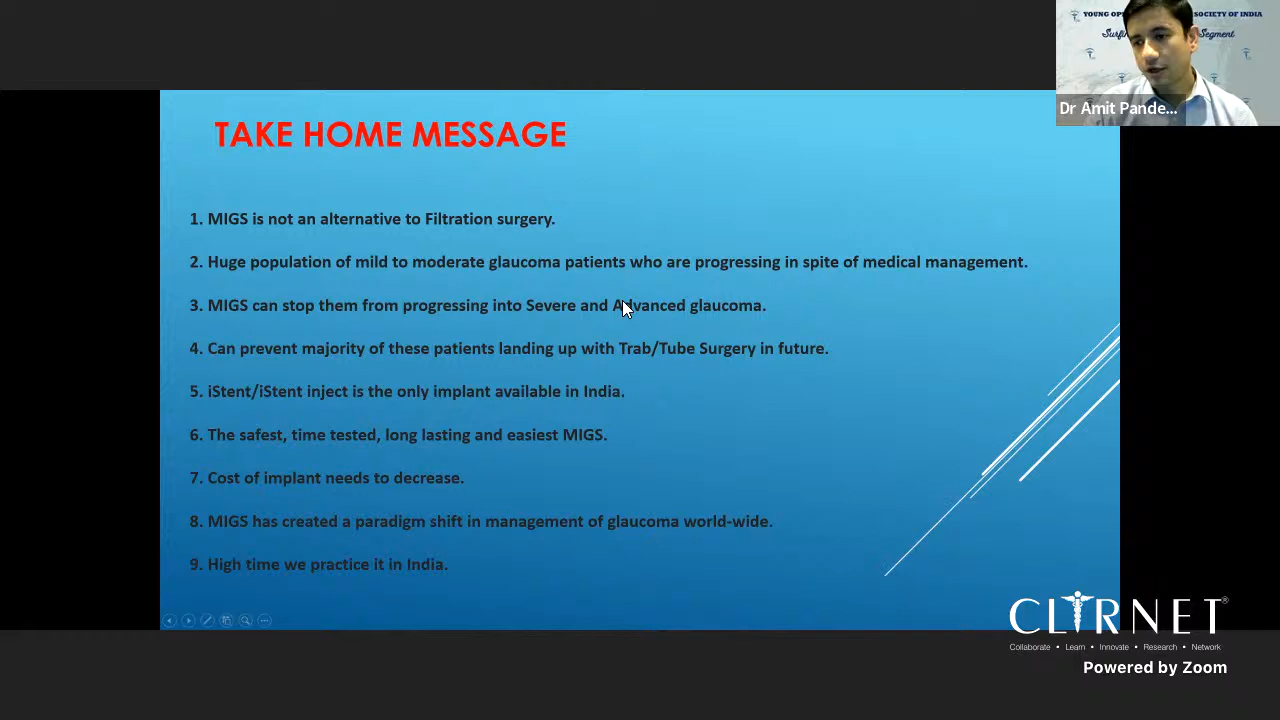 YOUNG OP SOCIETY OF INDIA
Segment
Dr Amit Pande...
TAKE HOME MESSAGE
1. MIGS is not an alternative to Filtration surgery.
2. Huge population of mild to moderate glaucoma patients who are progressing in spite of medical management.
3. MIGS can stop them from progressing into Severe and Advanced glaucoma.
4. Can prevent majority of these patients landing up with Trab/Tube Surgery in future.
5. iStent/iStent inject is the only implant available in India.
6. The safest, time tested, long lasting and easiest MIGS.
7. Cost of implant needs to decrease.
8. MIGS has created a paradigm shift in management of glaucoma world-wide.
9. High time we practice it in India.
CLIRNET®
Collaborate • Learn • Innovate • Research • Network
Powered by Zoom